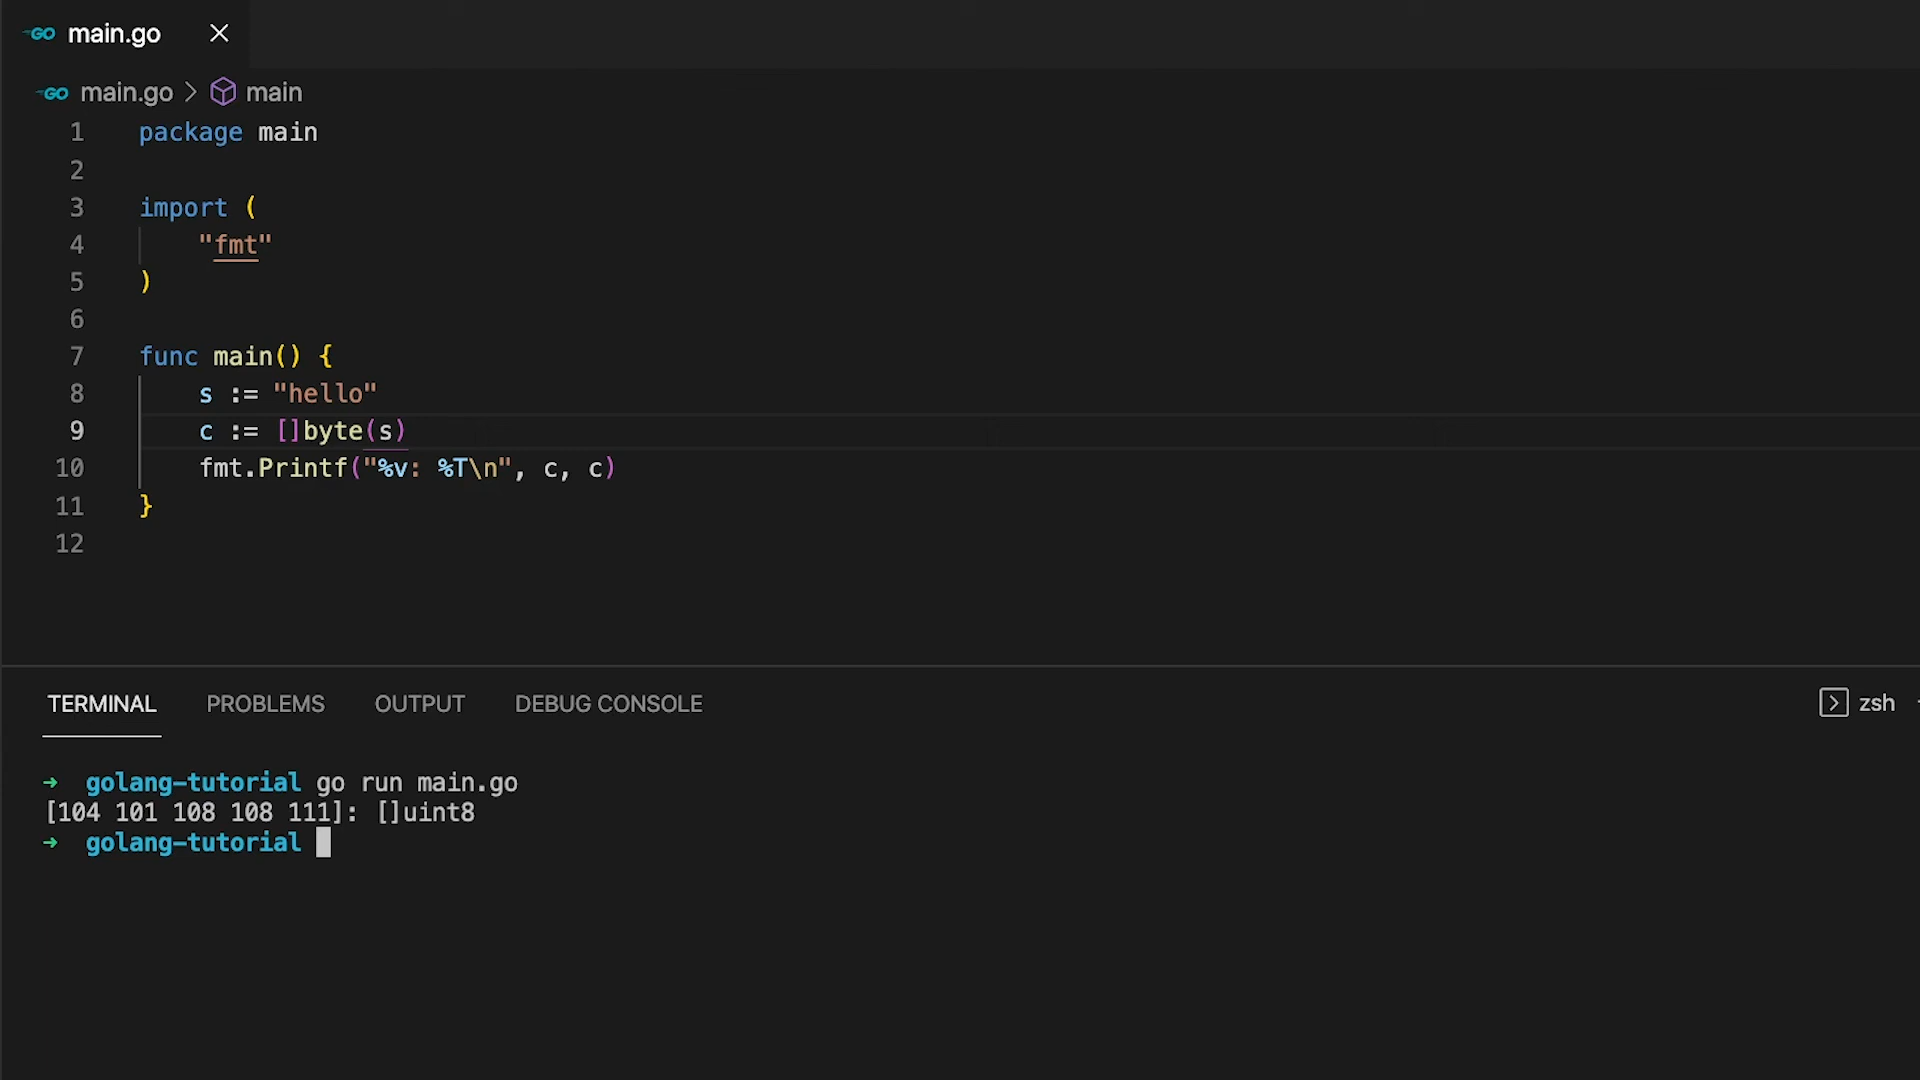 GO main.go ×
GO main.go > main
1 package main
2
3 import (
4 "fmt"
5 )
6
7 func main() {
8 s := "hello"
9 c := []byte(s)
10 fmt.Printf("%v: %T\n", c, c)
11 }
12
TERMINAL PROBLEMS OUTPUT DEBUG CONSOLE zsh
→ golang-tutorial go run main.go
[104 101 108 108 111]: []uint8
→ golang-tutorial